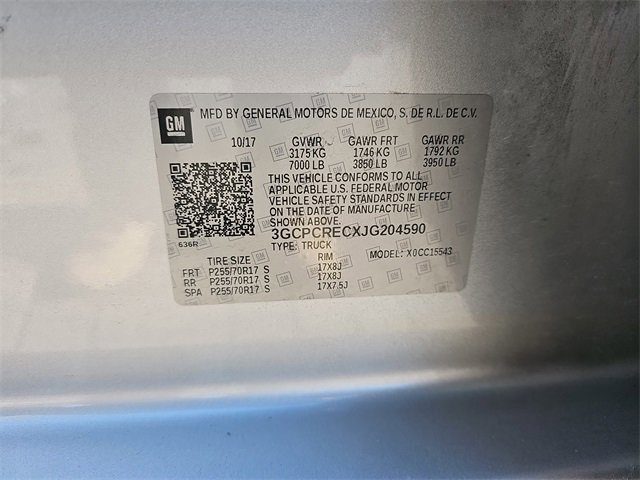 GM MFD BY GENERAL MOTORS DE MEXICO, S. DE R.L. DE C.V.
10/17 GVWR GAWR FRT GAWR RR
3175 KG 1746 KG 1792 KG
7000 LB 3850 LB 3950 LB
THIS VEHICLE CONFORMS TO ALL
APPLICABLE U.S. FEDERAL MOTOR
VEHICLE SAFETY STANDARDS IN
EFFECT ON THE DATE OF MANUFACTURE
SHOWN ABOVE.
3GCPCRECXJG204590
636R TYPE: TRUCK MODEL: X0CC15543
TIRE SIZE RIM
FRT P255/70R17 S 17X8J
RR P255/70R17 S 17X8J
SPA P255/70R17 S 17X7.5J